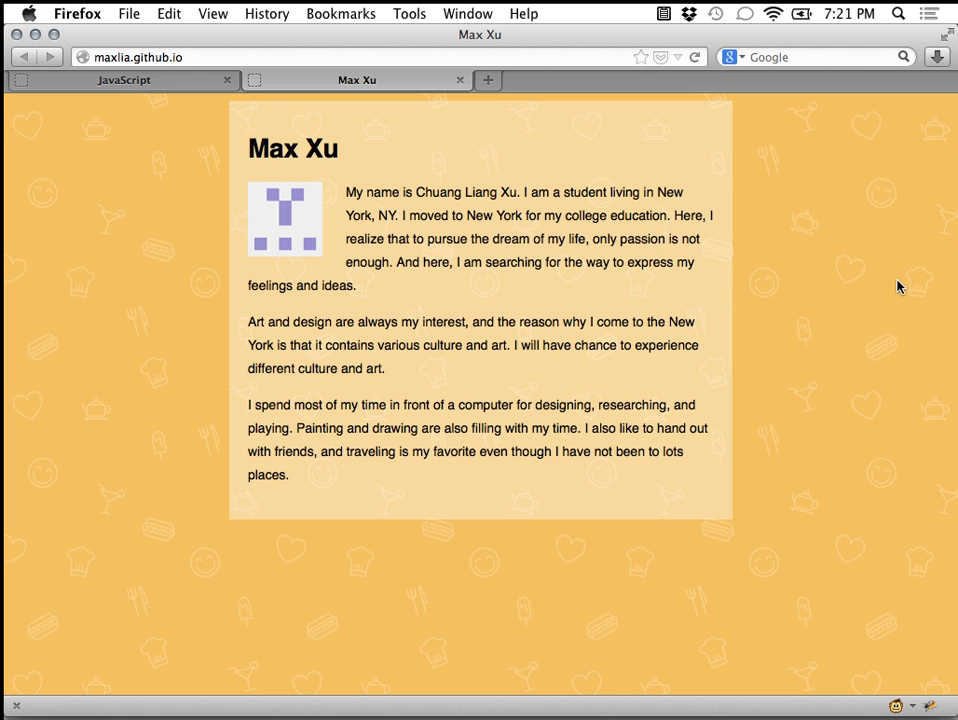 Firefox File Edit View History Bookmarks Tools Window Help 7:21 PM
Max Xu
maxlia.github.io Google
JavaScript Max Xu
Max Xu
My name is Chuang Liang Xu. I am a student living in New
York, NY. I moved to New York for my college education. Here, I
realize that to pursue the dream of my life, only passion is not
enough. And here, I am searching for the way to express my
feelings and ideas.
Art and design are always my interest, and the reason why I come to the New
York is that it contains various culture and art. I will have chance to experience
different culture and art.
I spend most of my time in front of a computer for designing, researching, and
playing. Painting and drawing are also filling with my time. I also like to hand out
with friends, and traveling is my favorite even though I have not been to lots
places.